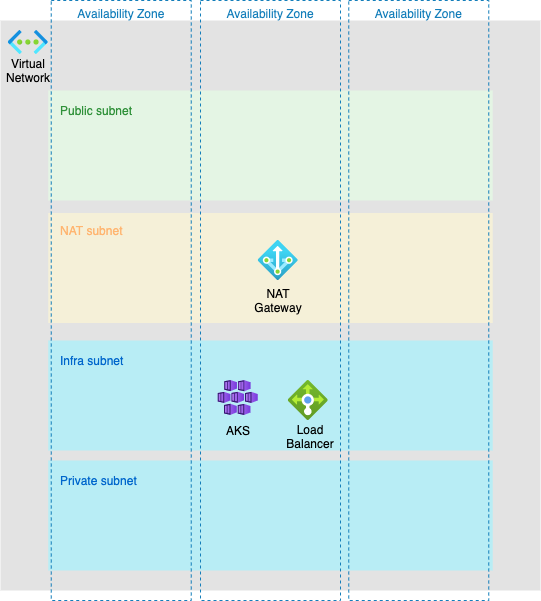 Availability Zone
Availability Zone
Availability Zone
Virtual
Network
Public subnet
NAT subnet
NAT
Gateway
Infra subnet
AKS
Load
Balancer
Private subnet